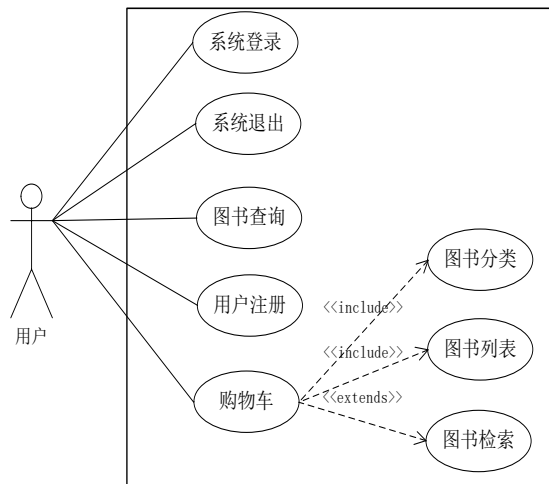 系统登录
系统退出
图书查询
图书分类
用户注册
<<include>>
用户
<<include>>
图书列表
购物车
<<extends>>
图书检索